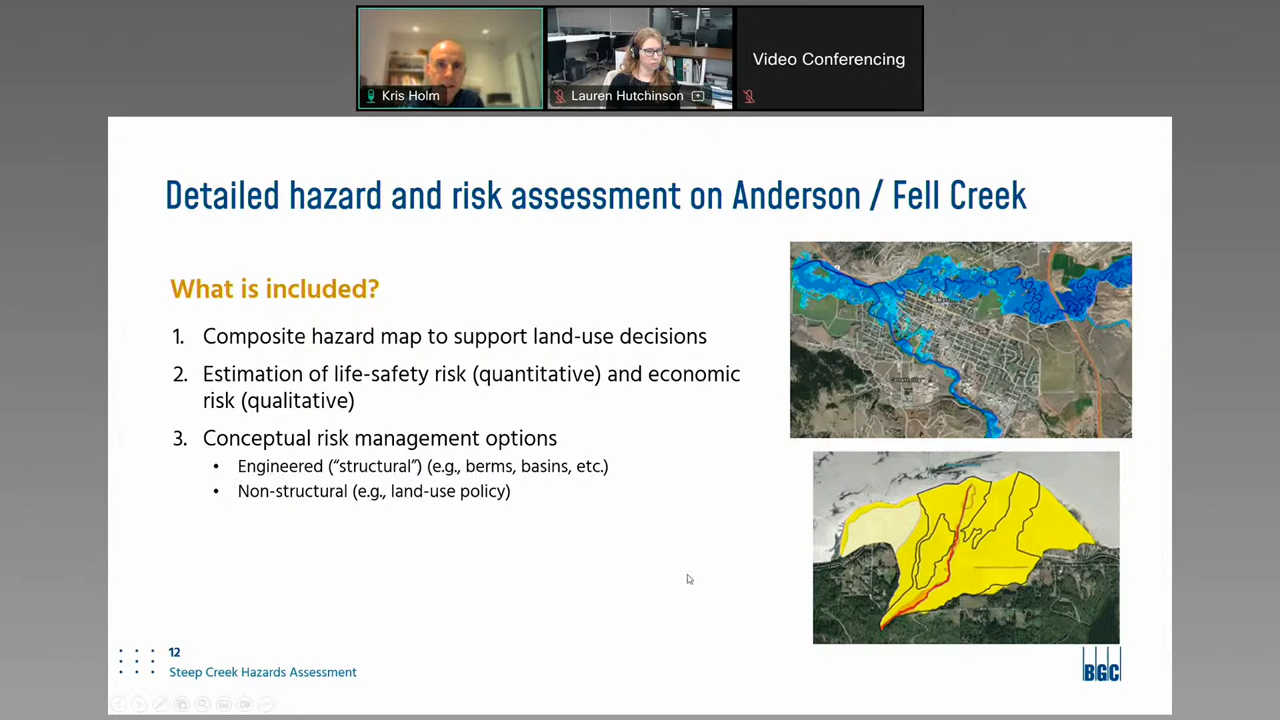 Kris Holm
Lauren Hutchinson
Video Conferencing
Detailed hazard and risk assessment on Anderson / Fell Creek
What is included?
1. Composite hazard map to support land-use decisions
2. Estimation of life-safety risk (quantitative) and economic
risk (qualitative)
3. Conceptual risk management options
• Engineered (“structural”) (e.g., berms, basins, etc.)
• Non-structural (e.g., land-use policy)
12
Steep Creek Hazards Assessment
BGC